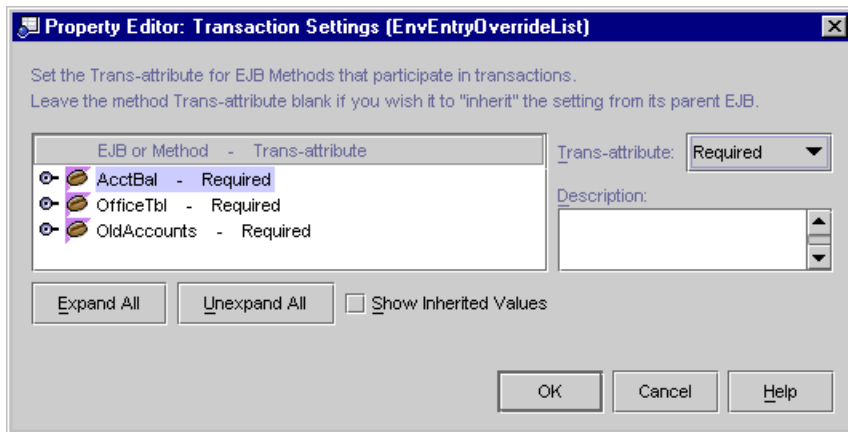 Property Editor: Transaction Settings (EnvEntryOverrideList)
Set the Trans-attribute for EJB Methods that participate in transactions.
Leave the method Trans-attribute blank if you wish it to "inherit" the setting from its parent EJB.
EJB or Method - Trans-attribute
AcctBal - Required
OfficeTbl - Required
OldAccounts - Required
Trans-attribute: Required
Description:
Expand All Unexpand All Show Inherited Values
OK Cancel Help